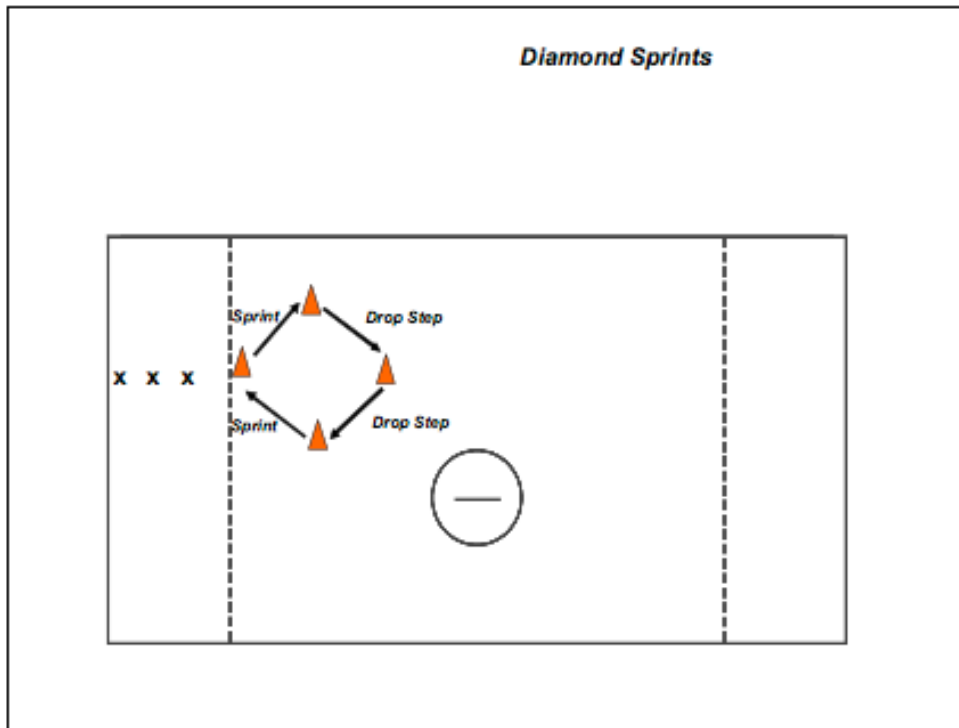 Diamond Sprints
Sprint
Drop Step
x x x
Sprint
Drop Step